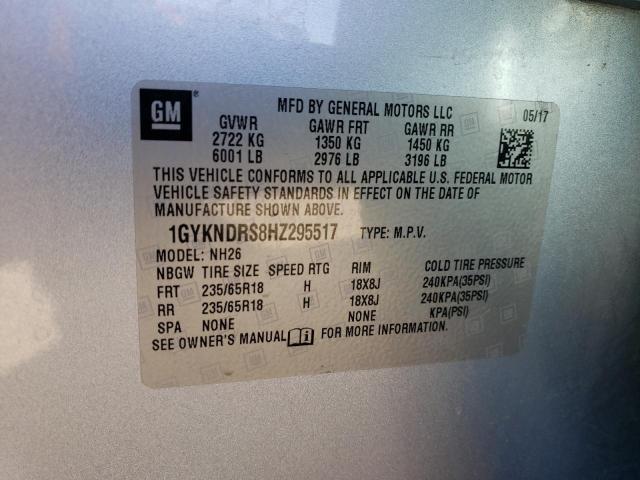 GM
MFD BY GENERAL MOTORS LLC 05/17
GVWR GAWR FRT GAWR RR
2722 KG 1350 KG 1450 KG
6001 LB 2976 LB 3196 LB
THIS VEHICLE CONFORMS TO ALL APPLICABLE U.S. FEDERAL MOTOR
VEHICLE SAFETY STANDARDS IN EFFECT ON THE DATE OF
MANUFACTURE SHOWN ABOVE.
1GYKNDRS8HZ295517 TYPE: M.P.V.
MODEL: NH26
NBGW TIRE SIZE SPEED RTG RIM COLD TIRE PRESSURE
FRT 235/65R18 H 18X8J 240KPA(35PSI)
RR 235/65R18 H 18X8J 240KPA(35PSI)
SPA NONE NONE KPA(PSI)
SEE OWNER'S MANUAL i FOR MORE INFORMATION.